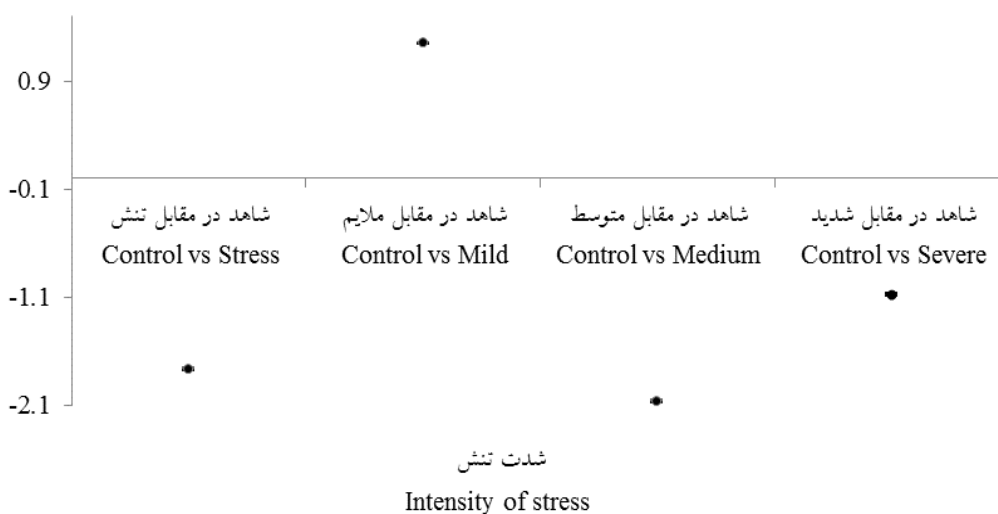 0.9
-0.1
-1.1
-2.1
شاهد در مقابل تنش
Control vs Stress
شاهد در مقابل ملایم
Control vs Mild
شاهد در مقابل متوسط
Control vs Medium
شاهد در مقابل شدید
Control vs Severe
شدت تنش
Intensity of stress